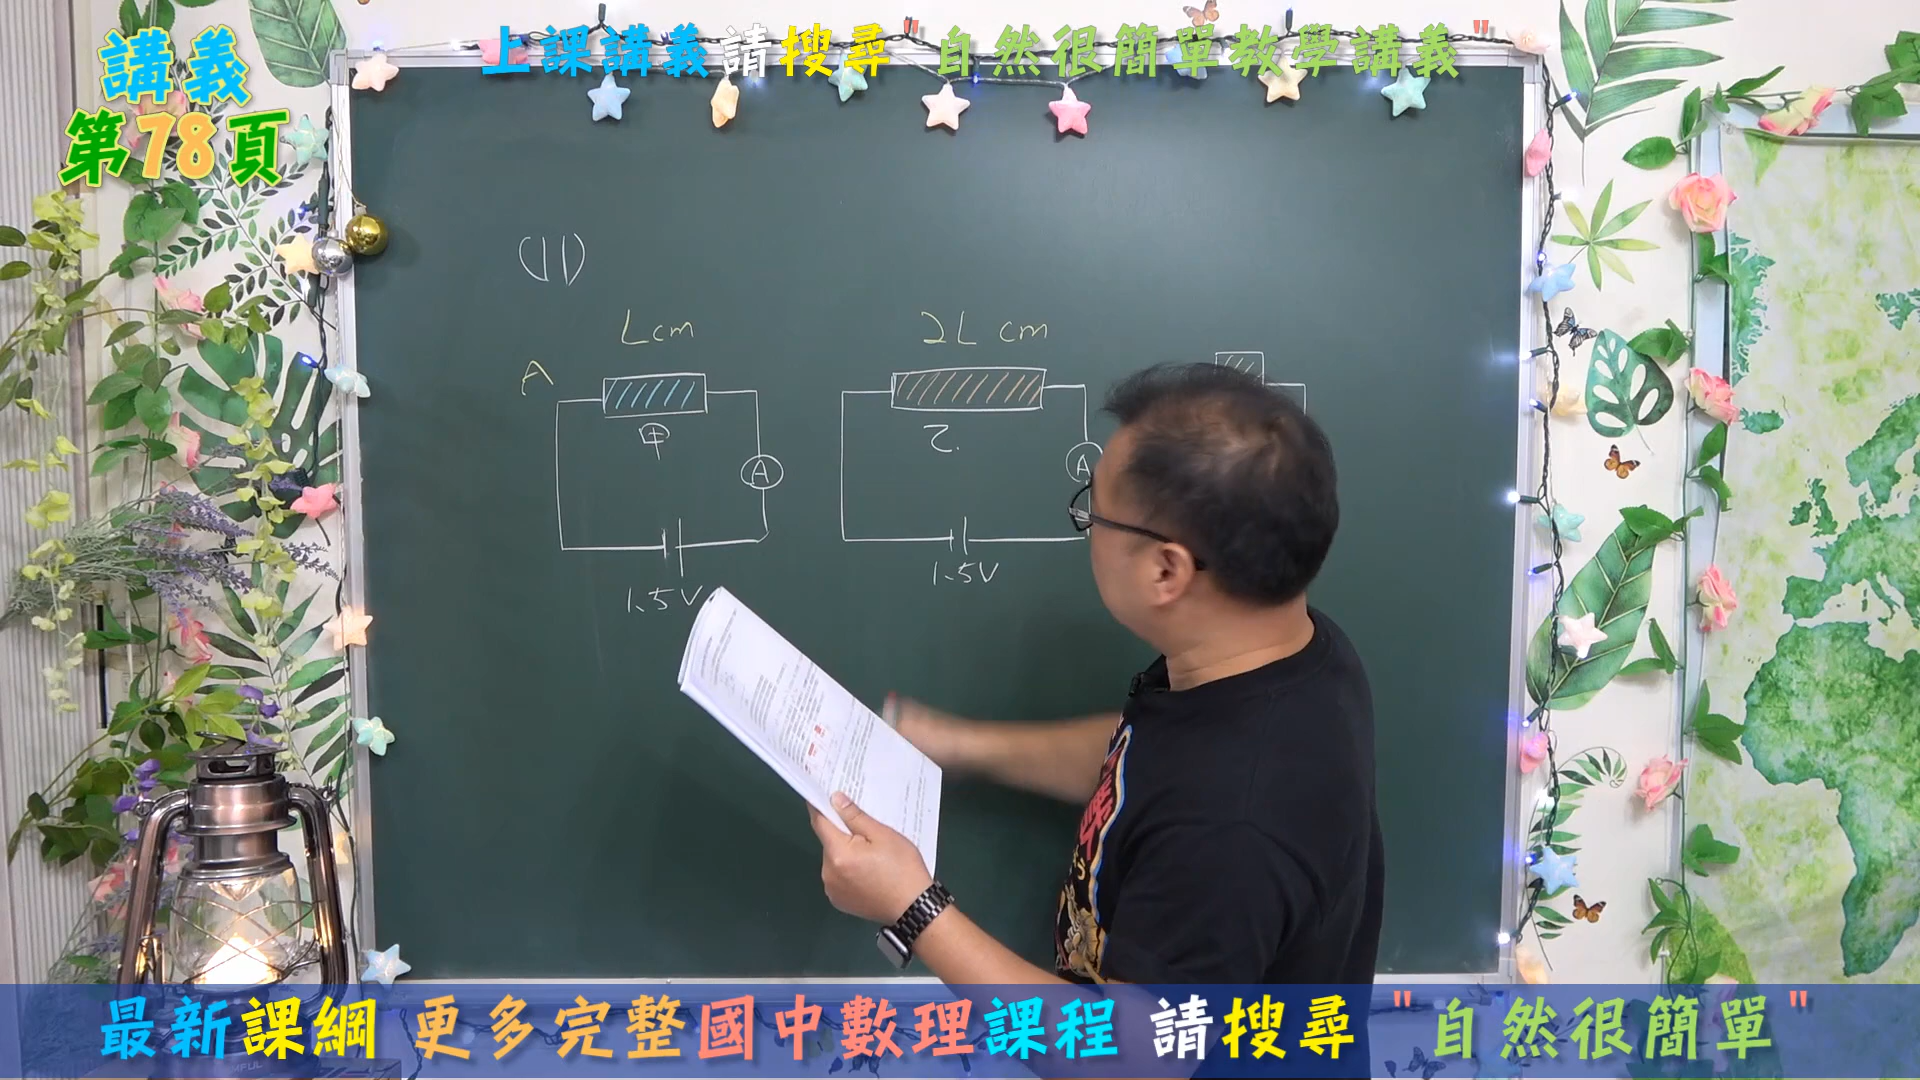 上課講義請搜尋"自然很簡單教學講義"
講義
第78頁
(11)
Lcm
2L cm
A
甲
乙.
A
A
1.5V
1.5V
最新課綱 更多完整國中數理課程 請搜尋"自然很簡單"